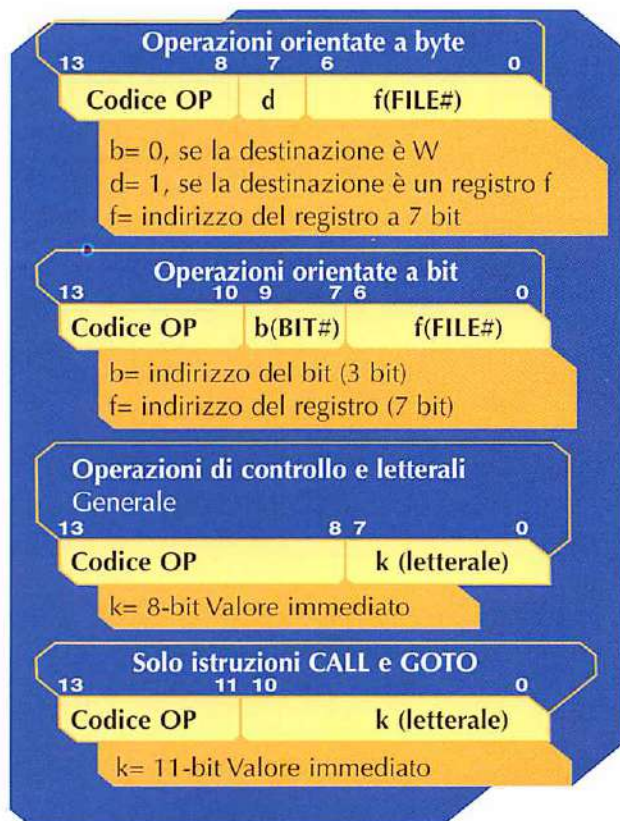 Operazioni orientate a byte
13 8 7 6 0
Codice OP d f(FILE#)
b= 0, se la destinazione è W
d= 1, se la destinazione è un registro f
f= indirizzo del registro a 7 bit
Operazioni orientate a bit
13 10 9 7 6 0
Codice OP b(BIT#) f(FILE#)
b= indirizzo del bit (3 bit)
f= indirizzo del registro (7 bit)
Operazioni di controllo e letterali
Generale
13 8 7 0
Codice OP k (letterale)
k= 8-bit Valore immediato
Solo istruzioni CALL e GOTO
13 11 10 0
Codice OP k (letterale)
k= 11-bit Valore immediato